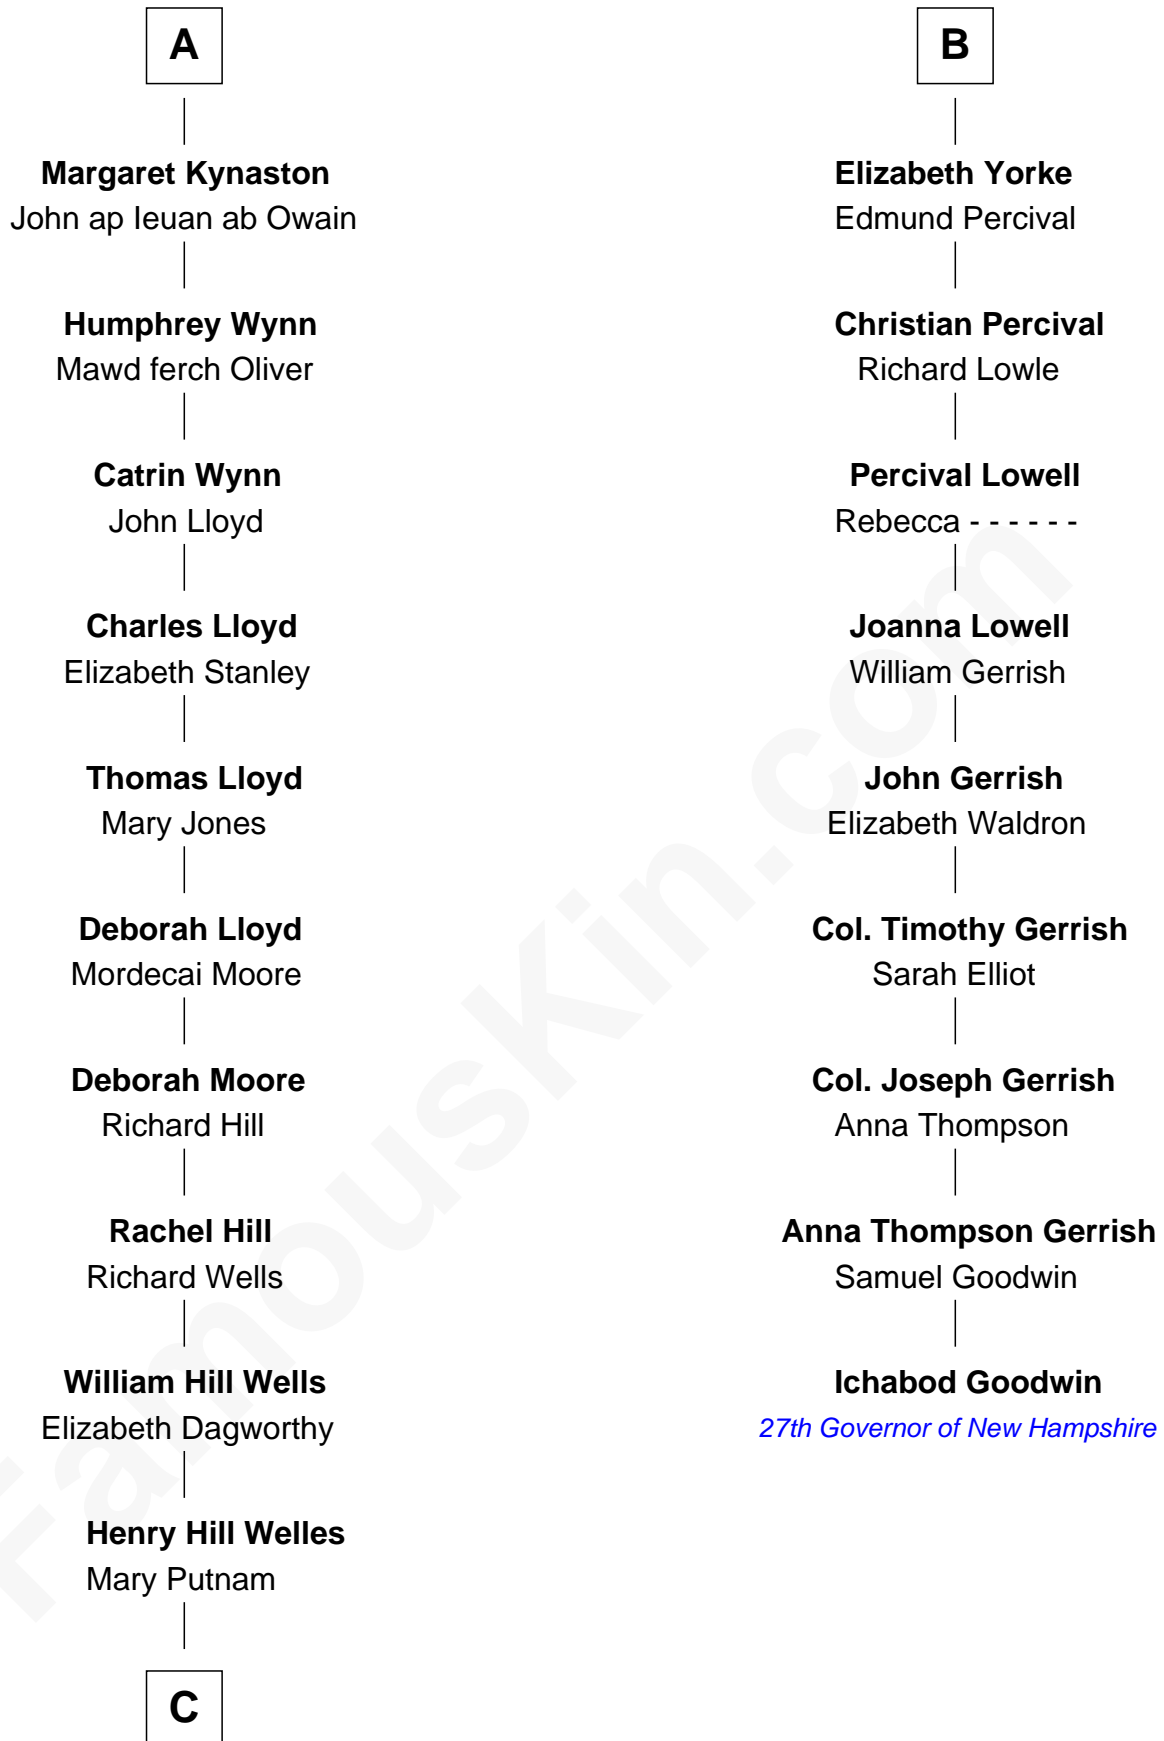 A
Margaret Kynaston
John ap Ieuan ab Owain
Humphrey Wynn
Mawd ferch Oliver
Catrin Wynn
John Lloyd
Charles Lloyd
Elizabeth Stanley
Thomas Lloyd
Mary Jones
Deborah Lloyd
Mordecai Moore
Deborah Moore
Richard Hill
Rachel Hill
Richard Wells
William Hill Wells
Elizabeth Dagworthy
Henry Hill Welles
Mary Putnam
C
B
Elizabeth Yorke
Edmund Percival
Christian Percival
Richard Lowle
Percival Lowell
Rebecca - - - - - -
Joanna Lowell
William Gerrish
John Gerrish
Elizabeth Waldron
Col. Timothy Gerrish
Sarah Elliot
Col. Joseph Gerrish
Anna Thompson
Anna Thompson Gerrish
Samuel Goodwin
Ichabod Goodwin
27th Governor of New Hampshire
FamousKin.com